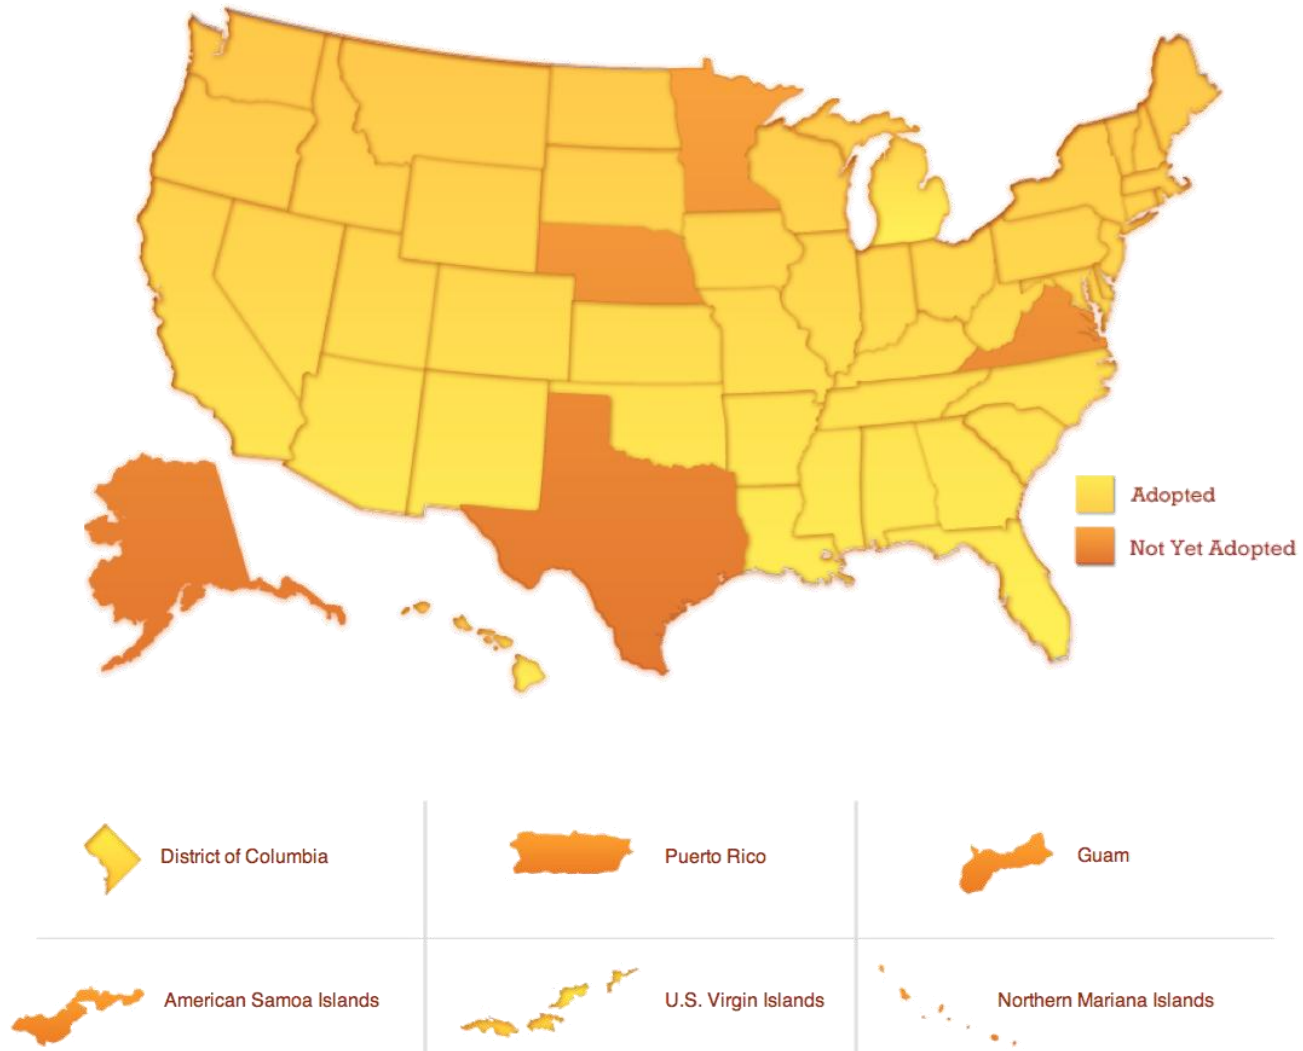 Adopted
Not Yet Adopted
District of Columbia
Puerto Rico
Guam
American Samoa Islands
U.S. Virgin Islands
Northern Mariana Islands